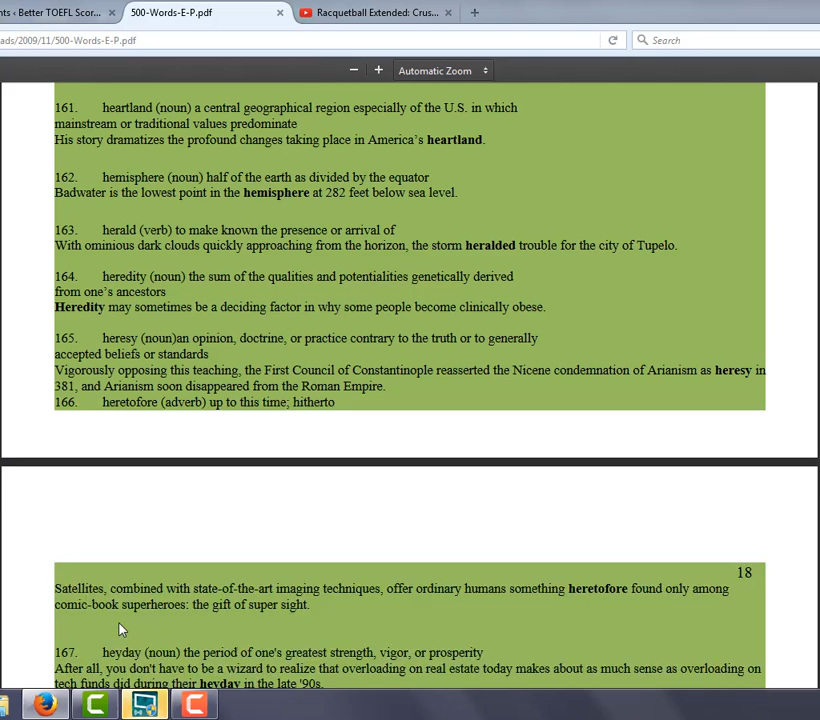 nts ‹ Better TOEFL Scor...
500-Words-E-P.pdf
Racquetball Extended: Crus...
ads/2009/11/500-Words-E-P.pdf
Search
Automatic Zoom
161. heartland (noun) a central geographical region especially of the U.S. in which
mainstream or traditional values predominate
His story dramatizes the profound changes taking place in America's heartland.
162. hemisphere (noun) half of the earth as divided by the equator
Badwater is the lowest point in the hemisphere at 282 feet below sea level.
163. herald (verb) to make known the presence or arrival of
With ominious dark clouds quickly approaching from the horizon, the storm heralded trouble for the city of Tupelo.
164. heredity (noun) the sum of the qualities and potentialities genetically derived
from one's ancestors
Heredity may sometimes be a deciding factor in why some people become clinically obese.
165. heresy (noun)an opinion, doctrine, or practice contrary to the truth or to generally
accepted beliefs or standards
Vigorously opposing this teaching, the First Council of Constantinople reasserted the Nicene condemnation of Arianism as heresy in
381, and Arianism soon disappeared from the Roman Empire.
166. heretofore (adverb) up to this time; hitherto
18
Satellites, combined with state-of-the-art imaging techniques, offer ordinary humans something heretofore found only among
comic-book superheroes: the gift of super sight.
167. heyday (noun) the period of one's greatest strength, vigor, or prosperity
After all, you don't have to be a wizard to realize that overloading on real estate today makes about as much sense as overloading on
tech funds did during their heyday in the late '90s.